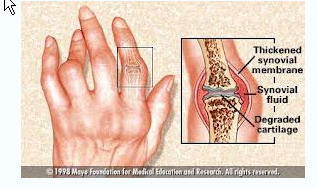 Thickened
synovial
membrane
Synovial
fluid
Degraded
cartilage
© 1998 Mayo Foundation for Medical Education and Research. All rights reserved.